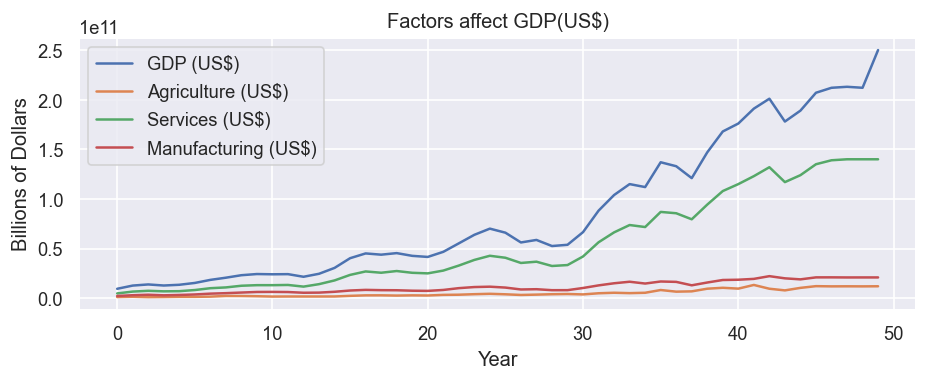 Factors affect GDP(US$)
1e11
GDP (US$)
Agriculture (US$)
Services (US$)
Manufacturing (US$)
Billions of Dollars
2.5
2.0
1.5
1.0
0.5
0.0
0 10 20 30 40 50
Year